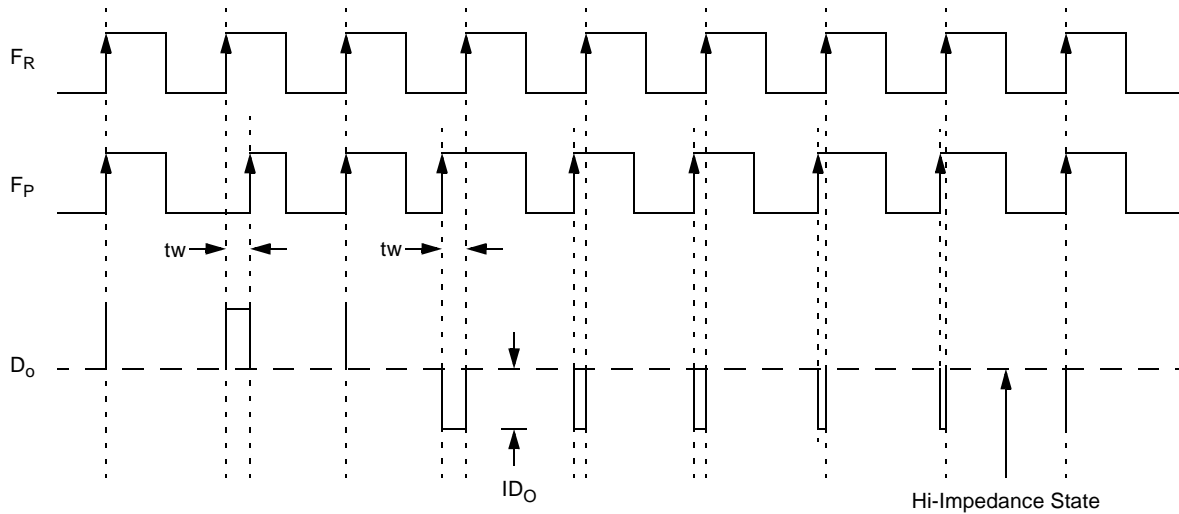 F_R
F_P
tw
tw
D_o
ID_O
Hi-Impedance State